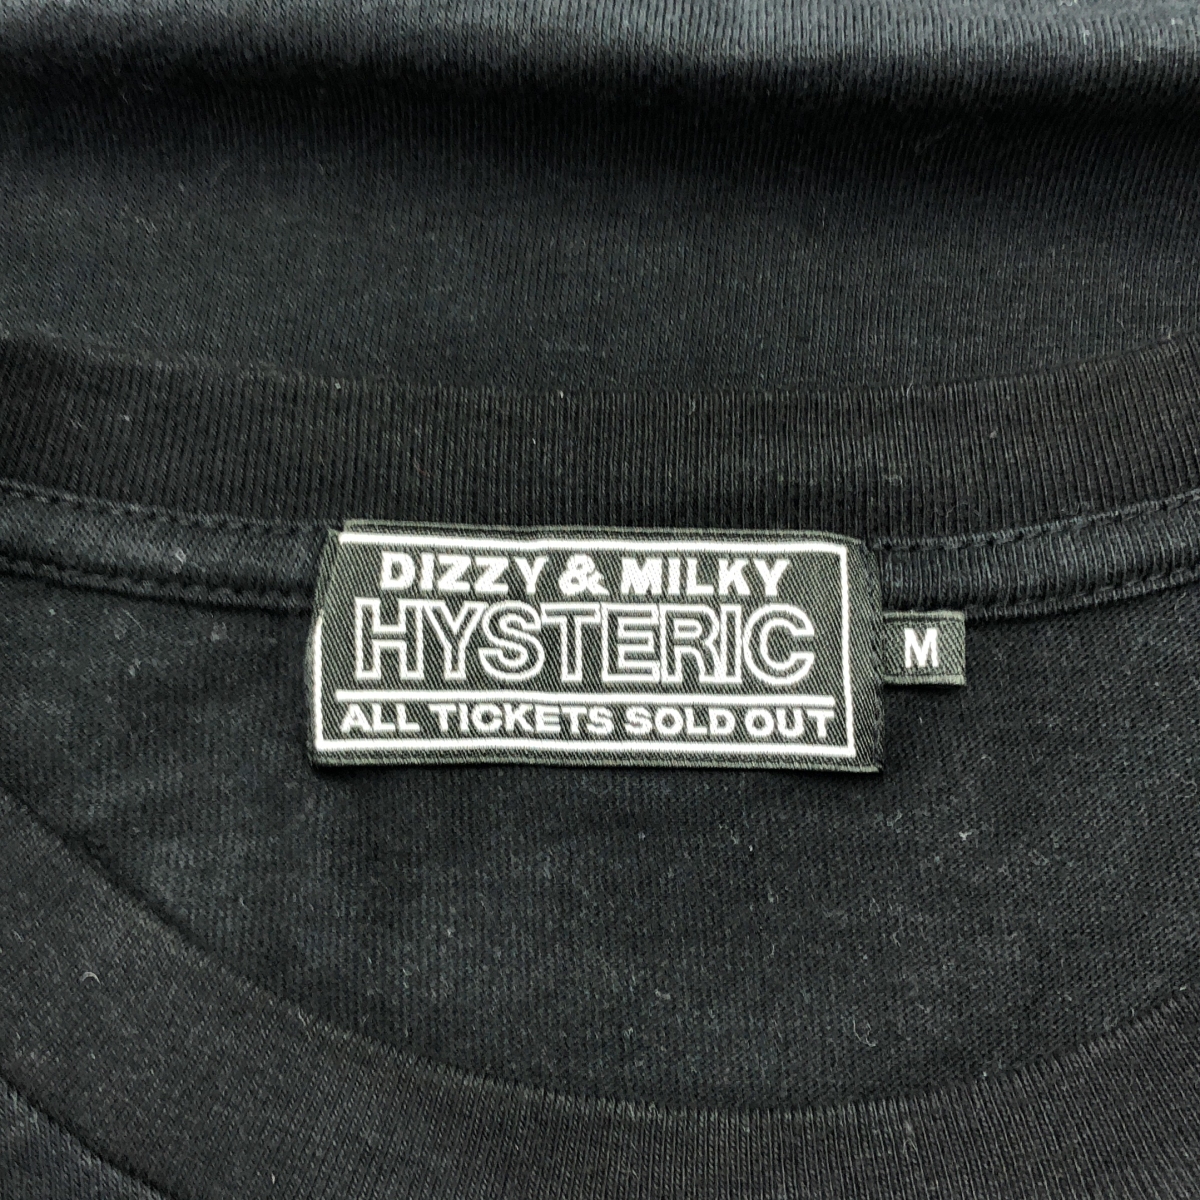 DIZZY & MILKY
HYSTERIC
ALL TICKETS SOLD OUT
M